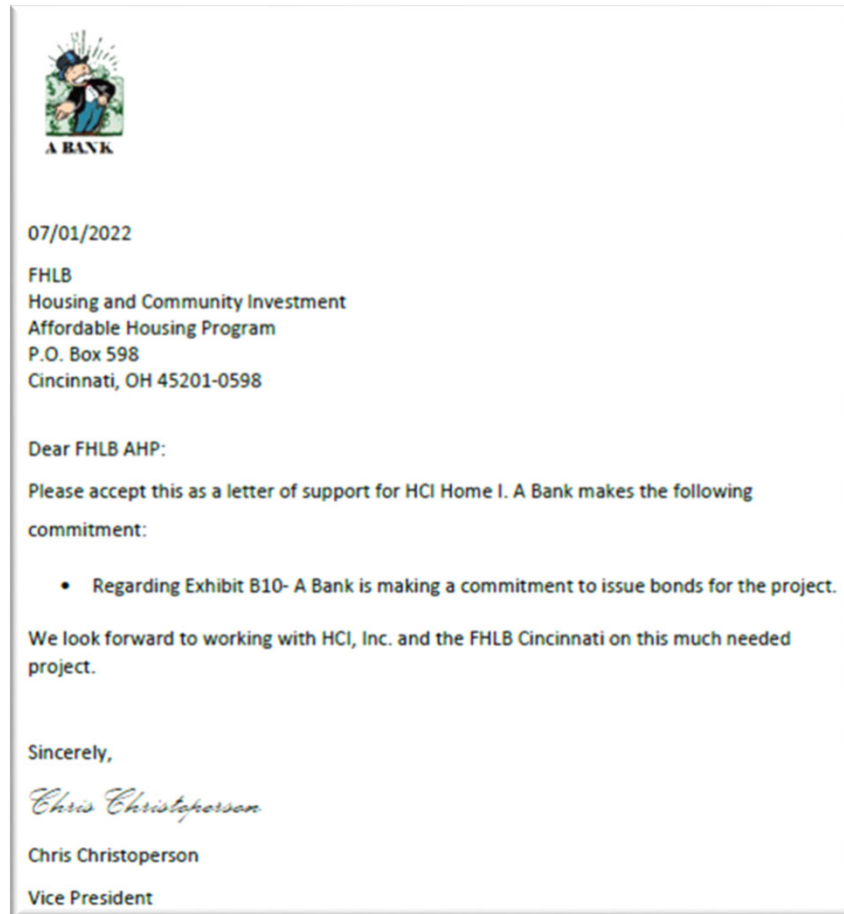 A BANK
07/01/2022
FHLB
Housing and Community Investment
Affordable Housing Program
P.O. Box 598
Cincinnati, OH 45201-0598
Dear FHLB AHP:
Please accept this as a letter of support for HCI Home I. A Bank makes the following
commitment:
• Regarding Exhibit B10- A Bank is making a commitment to issue bonds for the project.
We look forward to working with HCI, Inc. and the FHLB Cincinnati on this much needed
project.
Sincerely,
Chris Christoperson
Chris Christoperson
Vice President